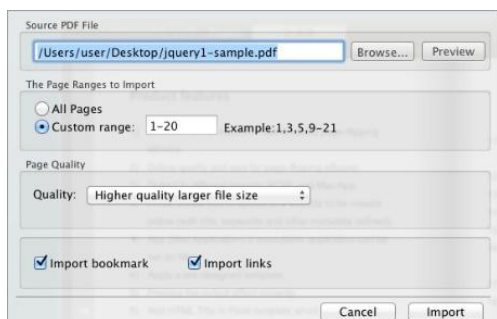 Source PDF File
/Users/user/Desktop/jquery1-sample.pdf Browse... Preview
The Page Ranges to Import
All Pages
Custom range: 1-20 Example:1,3,5,9-21
Page Quality
Quality: Higher quality larger file size
Import bookmark Import links
Cancel Import